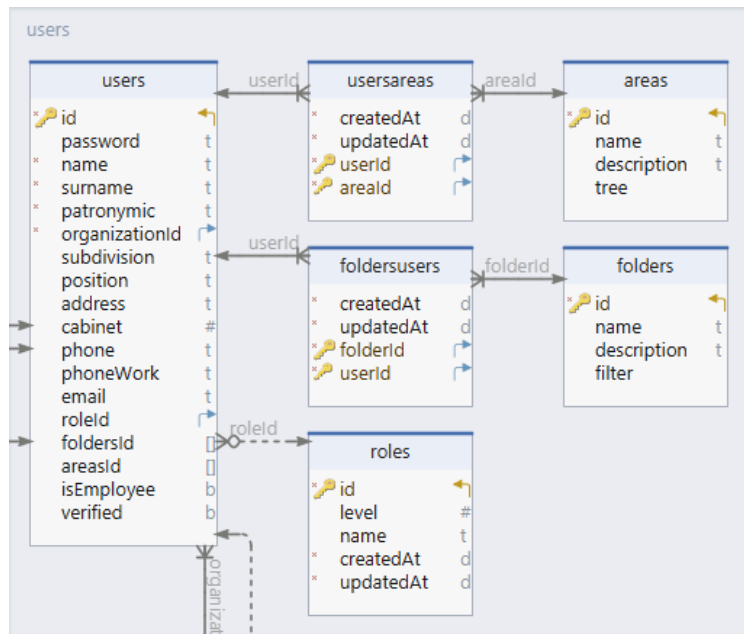 users
users
id
password t
name t
surname t
patronymic t
organizationId
subdivision t
position t
address t
cabinet #
phone t
phoneWork t
email t
roleId
foldersId []
areasId []
isEmployee b
verified b
userId
usersareas
createdAt d
updatedAt d
userId
areaId
areaId
areas
id
name t
description t
tree
userId
foldersusers
createdAt d
updatedAt d
folderId
userId
folderId
folders
id
name t
description t
filter
roleId
roles
id
level #
name t
createdAt d
updatedAt d
organizat